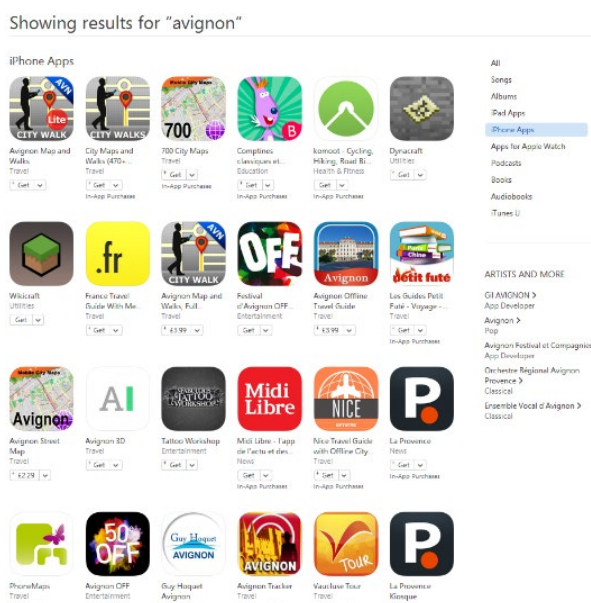 Showing results for "avignon"
iPhone Apps
AVN
Lite
CITY WALK
CITY WALKS
Mobile City Maps
700
B
Avignon Map and
Walks
Travel
Get
City Maps and
Walks (470+...
Travel
Get
In-App Purchases
700 City Maps
Travel
Get
In-App Purchases
Comptines
classiques et...
Education
Get
In-App Purchases
komoot - Cycling,
Hiking, Road Bi...
Health & Fitness
Get
In-App Purchases
Dynacraft
Utilities
Get
.fr
AVN
CITY WALK
OFF
Avignon
Chine
petit futé
Wikicraft
Utilities
Get
France Travel
Guide With Me...
Travel
Get
Avignon Map and
Walks, Full...
Travel
£3.99
Festival
d'Avignon OFF...
Entertainment
Get
Avignon Offline
Travel Guide
Travel
£3.99
Les Guides Petit
Futé - Voyage -...
Travel
Get
In-App Purchases
Mobile City Maps
Avignon
AI
FABULOUS
TATTOO
WORKSHOP
Midi
Libre
NICE
P.
Avignon Street
Map
Travel
£2.29
Avignon 3D
Travel
Get
Tattoo Workshop
Entertainment
Get
Midi Libre - l'app
de l'actu et des...
News
Get
In-App Purchases
Nice Travel Guide
with Offline City...
Travel
Get
In-App Purchases
La Provence
News
Get
In-App Purchases
50
OFF
Guy Hoquet
AVIGNON
AVIGNON
TOUR
P.
PhoneMaps
Travel
Avignon OFF
Entertainment
Guy Hoquet
Avignon
Avignon Tracker
Travel
Vaucluse Tour
Travel
La Provence
Kiosque
All
Songs
Albums
iPad Apps
iPhone Apps
Apps for Apple Watch
Podcasts
Books
Audiobooks
iTunes U
ARTISTS AND MORE
Gil AVIGNON >
App Developer
Avignon >
Pop
Avignon Festival et Compagnies
App Developer
Orchestre Régional Avignon
Provence >
Classical
Ensemble Vocal d'Avignon >
Classical